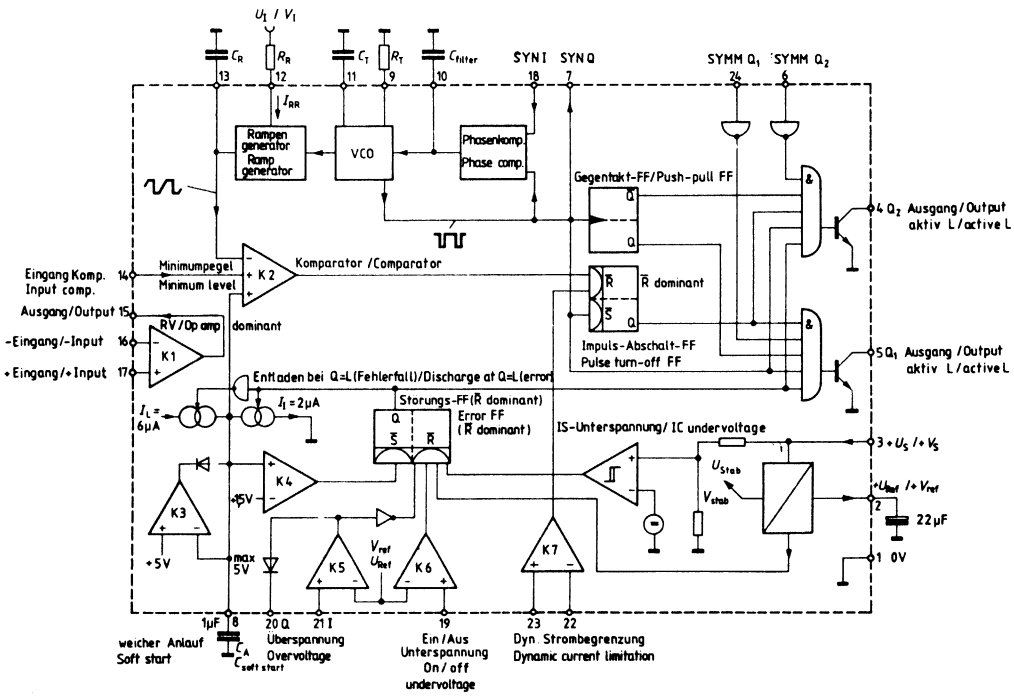 U_I / V_I
C_R
R_R
C_T
R_T
C_filter
SYN I
SYN Q
SYMM Q1
SYMM Q2
13
12
11
9
10
18
7
24
6
I_RR
Rampen
generator
Ramp
generator
VCO
Phasenkomp.
Phase comp.
Gegentakt-FF/Push-pull FF
Q̅
Q
&
4 Q2 Ausgang/Output
aktiv L/active L
Eingang Komp. 14
Input comp.
Minimumpegel
Minimum level
-
+
+
K2
Komparator/Comparator
R̅
S̅
Q
R̅ dominant
Impuls-Abschalt-FF
Pulse turn-off FF
&
5 Q1 Ausgang/Output
aktiv L/active L
Ausgang/Output 15
RV/Op amp dominant
-Eingang/-Input 16
+Eingang/+Input 17
-
+
K1
Entladen bei Q=L(Fehlerfall)/Discharge at Q=L(error)
I_L=
6µA
I_I=2µA
Störungs-FF(R̅ dominant)
Error FF
(R̅ dominant)
Q
S̅
R̅
IS-Unterspannung/ IC undervoltage
3 +U_S/+V_S
+
-
K4
+1,5V
K3
+
-
+5V
max
5V
+
-
=
U_Stab
V_stab
+U_Ref/+V_ref
2
22µF
1 0V
K5
+
-
V_ref
U_Ref
K6
-
+
K7
+
-
1µF
8
20 Q
21 I
19
23
22
C_A
C_soft start
weicher Anlauf
Soft start
Überspannung
Overvoltage
Ein/Aus
Unterspannung
On/off
undervoltage
Dyn. Strombegrenzung
Dynamic current limitation